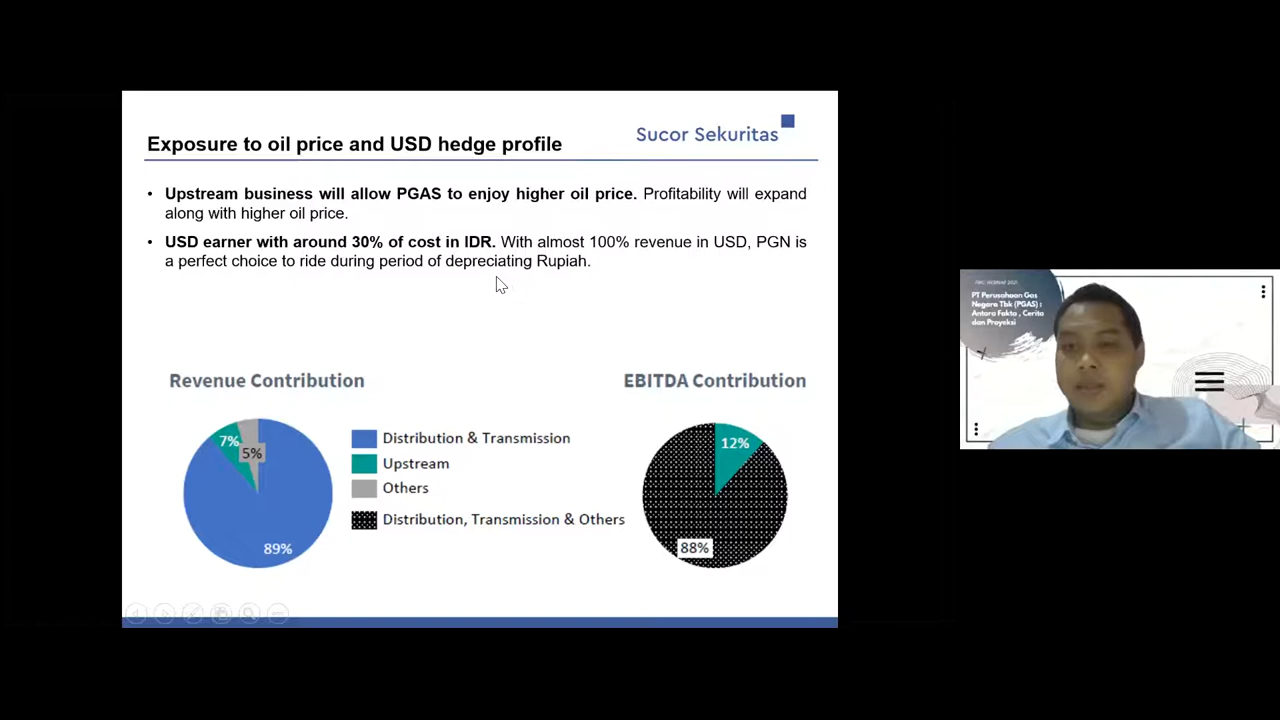 Exposure to oil price and USD hedge profile
Sucor Sekuritas
• Upstream business will allow PGAS to enjoy higher oil price. Profitability will expand
along with higher oil price.
• USD earner with around 30% of cost in IDR. With almost 100% revenue in USD, PGN is
a perfect choice to ride during period of depreciating Rupiah.
Revenue Contribution
7%
5%
89%
Distribution & Transmission
Upstream
Others
Distribution, Transmission & Others
EBITDA Contribution
12%
88%
WEBINAR 2021
PT Perusahaan Gas
Negara Tbk (PGAS) :
Antara Fakta , Cerita
dan Proyeksi